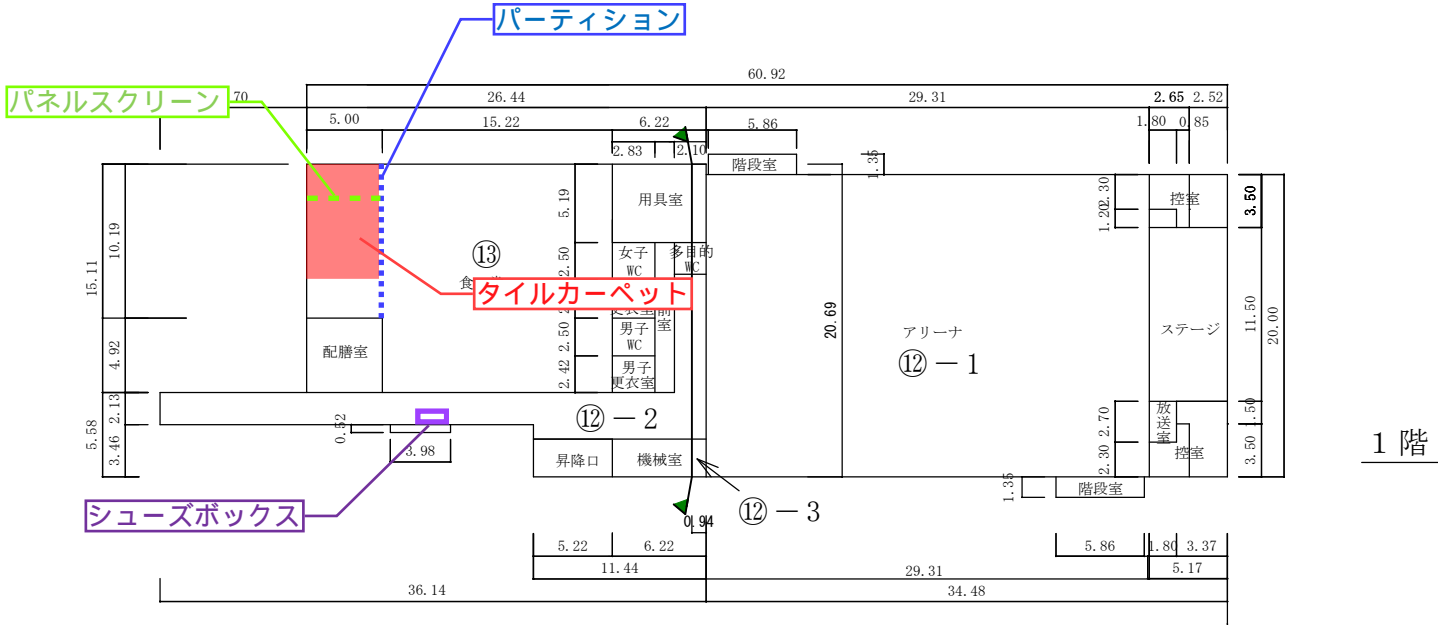 パーティション
60.92
パネルスクリーン
70
26.44
29.31
2.65
2.52
5.00
15.22
6.22
5.86
1.80
0.85
2.83
2.10
階段室
1.35
用具室
5.19
控室
2.30
1.20
3.50
10.19
15.11
⑬
女子
WC
多目的
WC
2.50
食
タイルカーペット
更衣室
前室
男子
WC
2.50
20.69
アリーナ
⑫-1
ステージ
11.50
20.00
配膳室
4.92
男子
更衣室
2.42
2.13
5.58
3.46
0.52
3.98
⑫-2
放送室
2.70
1.50
昇降口
機械室
2.30
控室
3.50
1階
シューズボックス
1.35
階段室
⑫-3
0.94
5.22
6.22
5.86
1.80
3.37
11.44
29.31
5.17
36.14
34.48